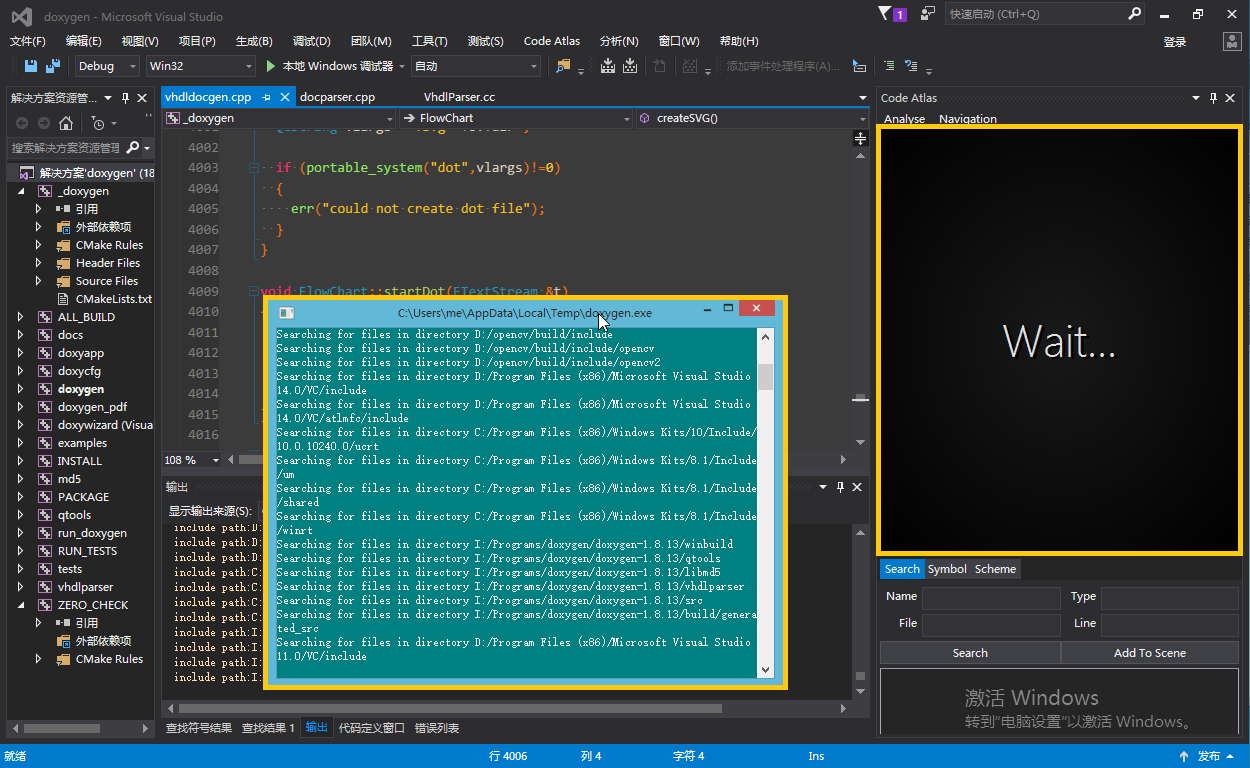 doxygen - Microsoft Visual Studio
1
快速启动 (Ctrl+Q)
文件(F) 编辑(E) 视图(V) 项目(P) 生成(B) 调试(D) 团队(M) 工具(T) 测试(S) Code Atlas 分析(N) 窗口(W) 帮助(H)
登录
Debug Win32 本地 Windows 调试器 自动 添加事件处理程序(A)...
解决方案资源管...
搜索解决方案资源管理
解决方案'doxygen' (18
_doxygen
引用
外部依赖项
CMake Rules
Header Files
Source Files
CMakeLists.txt
ALL_BUILD
docs
doxyapp
doxycfg
doxygen
doxygen_pdf
doxywizard (Visua
examples
INSTALL
md5
PACKAGE
qtools
run_doxygen
RUN_TESTS
tests
vhdlparser
ZERO_CHECK
引用
外部依赖项
CMake Rules
vhdldocgen.cpp docparser.cpp VhdlParser.cc
_doxygen FlowChart createSVG()
4002
4003 if (portable_system("dot",vlargs)!=0)
4004 {
4005 err("could not create dot file");
4006 }
4007 }
4008
4009 void FlowChart::startDot(FTextStream &t)
4010
4011
4012
4013
4014
4015
4016
108 %
C:\Users\me\AppData\Local\Temp\doxygen.exe
Searching for files in directory D:/opencv/build/include
Searching for files in directory D:/opencv/build/include/opencv
Searching for files in directory D:/opencv/build/include/opencv2
Searching for files in directory D:/Program Files (x86)/Microsoft Visual Studio
14.0/VC/include
Searching for files in directory D:/Program Files (x86)/Microsoft Visual Studio
14.0/VC/atlmfc/include
Searching for files in directory C:/Program Files (x86)/Windows Kits/10/Include/
10.0.10240.0/ucrt
Searching for files in directory C:/Program Files (x86)/Windows Kits/8.1/Include
/um
Searching for files in directory C:/Program Files (x86)/Windows Kits/8.1/Include
/shared
Searching for files in directory C:/Program Files (x86)/Windows Kits/8.1/Include
/winrt
Searching for files in directory I:/Programs/doxygen/doxygen-1.8.13/winbuild
Searching for files in directory I:/Programs/doxygen/doxygen-1.8.13/qtools
Searching for files in directory I:/Programs/doxygen/doxygen-1.8.13/libmd5
Searching for files in directory I:/Programs/doxygen/doxygen-1.8.13/vhdlparser
Searching for files in directory I:/Programs/doxygen/doxygen-1.8.13/src
Searching for files in directory I:/Programs/doxygen/doxygen-1.8.13/build/genera
ted_src
Searching for files in directory D:/Program Files (x86)/Microsoft Visual Studio
11.0/VC/include
输出
显示输出来源(S):
include path:D:
include path:C:
include path:D:
include path:C:
include path:C:
include path:C:
include path:C:
include path:I:
include path:I:
include path:I:
include path:I:
查找符号结果 查找结果 1 输出 代码定义窗口 错误列表
Code Atlas
Analyse Navigation
Wait...
Search Symbol Scheme
Name Type
File Line
Search Add To Scene
激活 Windows
转到“电脑设置”以激活 Windows。
就绪 行 4006 列 4 字符 4 Ins 发布